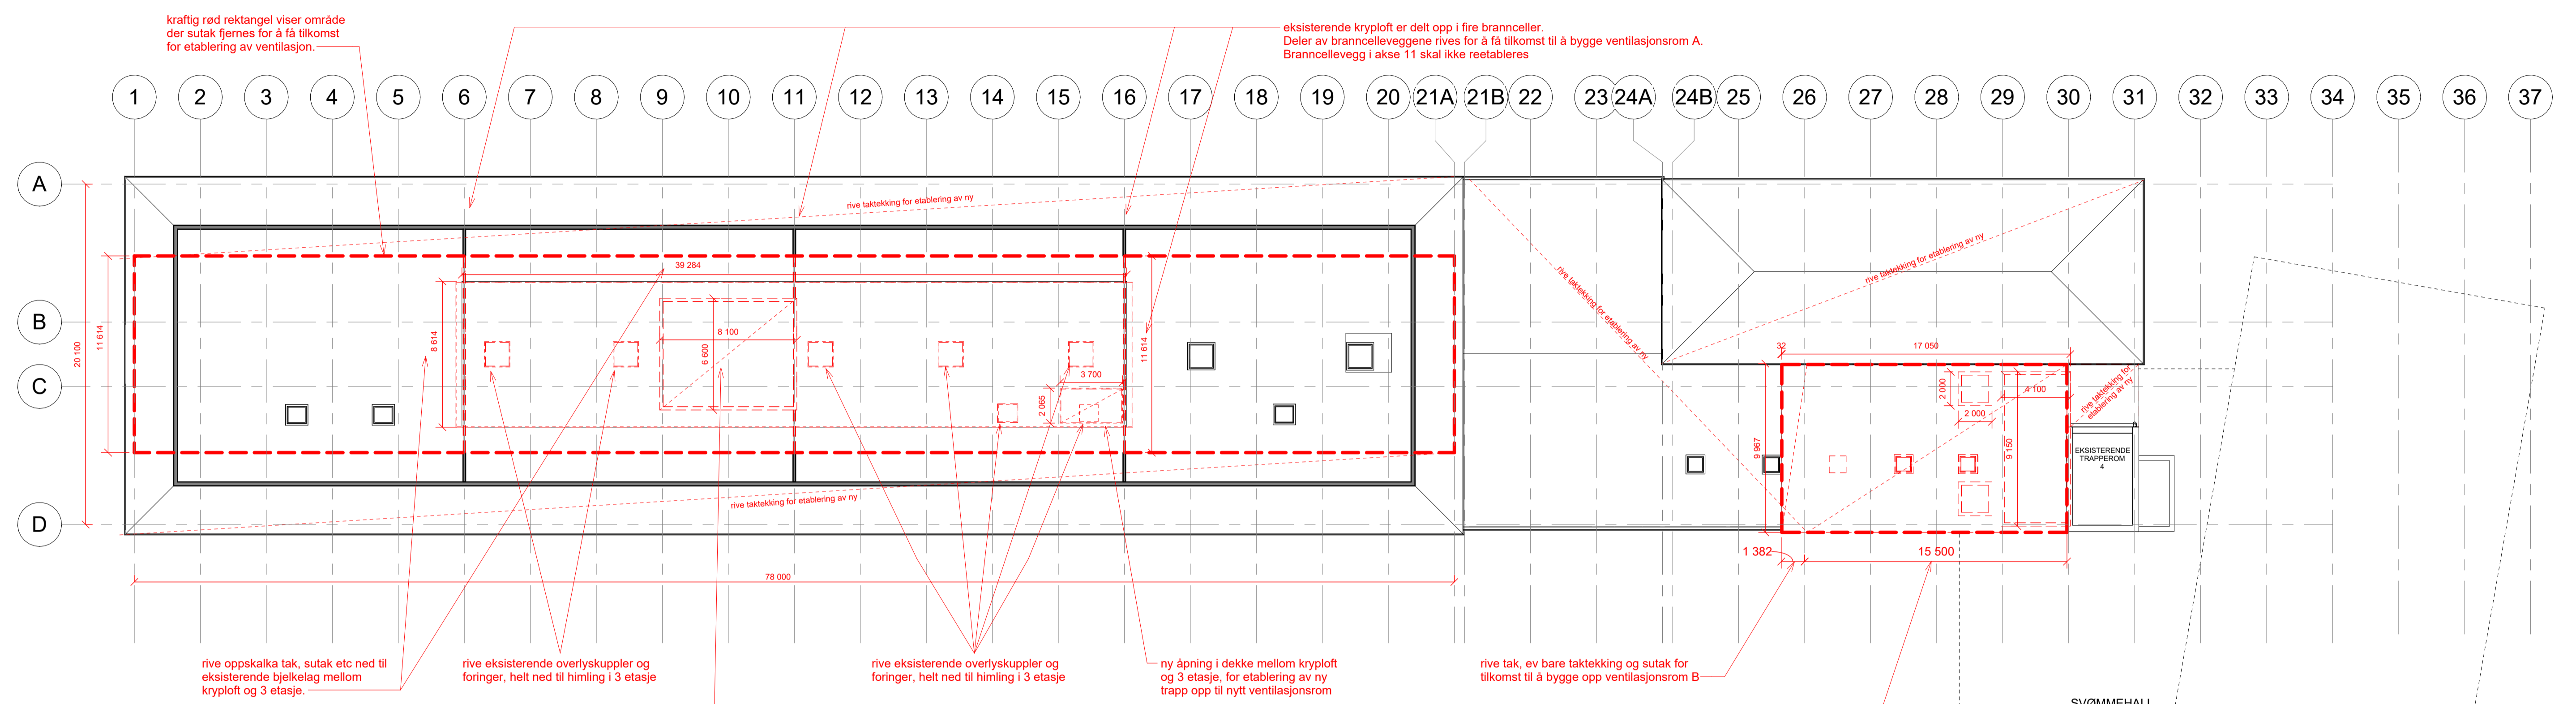 kraftig rød rektangel viser område
der sutak fjernes for å få tilkomst
for etablering av ventilasjon.
eksisterende kryploft er delt opp i fire brannceller.
Deler av branncelleveggene rives for å få tilkomst til å bygge ventilasjonsrom A.
Branncellevegg i akse 11 skal ikke reetableres
1 2 3 4 5 6 7 8 9 10 11 12 13 14 15 16 17 18 19 20 21A 21B 22 23 24A 24B 25 26 27 28 29 30 31 32 33 34 35 36 37
A
B
C
D
rive taktekking for etablering av ny
rive taktekking for etablering av ny
rive taktekking for etablering av ny
rive taktekking for etablering av ny
rive taktekking for
etablering av ny
39 284
20 100
11 614
8 614
8 100
6 600
11 614
3 700
2 065
32
17 050
2 000
2 000
4 100
9 967
9 150
EKSISTERENDE
TRAPPEROM
4
1 382
15 500
78 000
rive oppskalka tak, sutak etc ned til
eksisterende bjelkelag mellom
kryploft og 3 etasje.
rive eksisterende overlyskuppler og
foringer, helt ned til himling i 3 etasje
rive eksisterende overlyskuppler og
foringer, helt ned til himling i 3 etasje
ny åpning i dekke mellom kryploft
og 3 etasje, for etablering av ny
trapp opp til nytt ventilasjonsrom
rive tak, ev bare taktekking og sutak for
tilkomst til å bygge opp ventilasjonsrom B
SVØMMEHALL